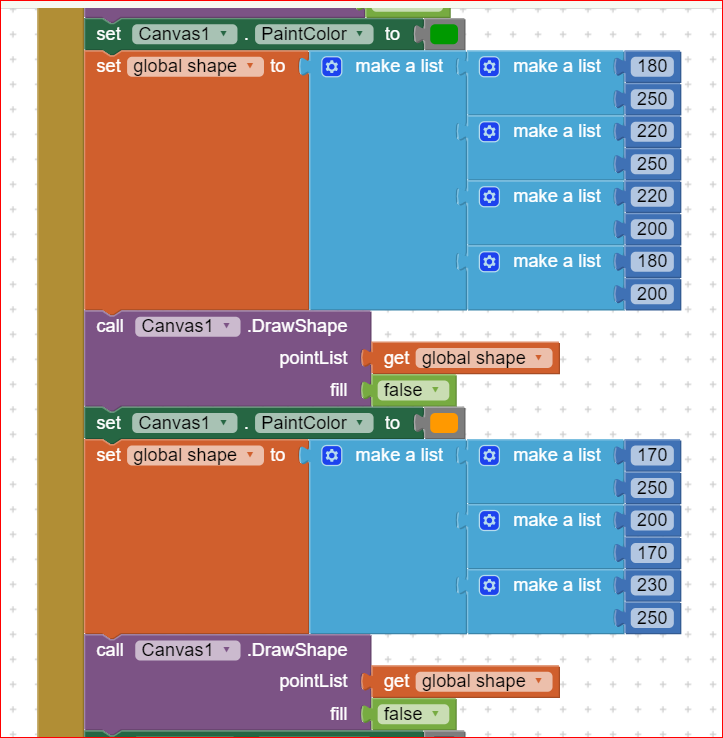 set Canvas1 . PaintColor to
set global shape to make a list make a list 180
250
make a list 220
250
make a list 220
200
make a list 180
200
call Canvas1 .DrawShape
pointList get global shape
fill false
set Canvas1 . PaintColor to
set global shape to make a list make a list 170
250
make a list 200
170
make a list 230
250
call Canvas1 .DrawShape
pointList get global shape
fill false